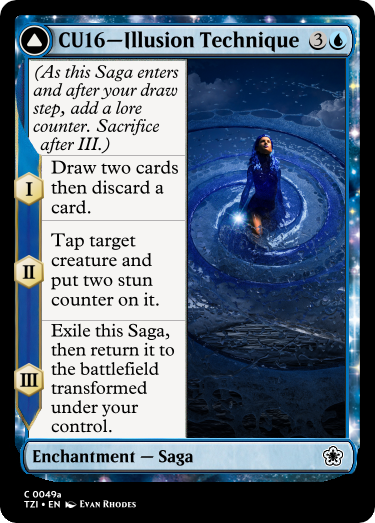 CU16—Illusion Technique 3
(As this Saga enters
and after your draw
step, add a lore
counter. Sacrifice
after III.)
I
Draw two cards
then discard a
card.
II
Tap target
creature and
put two stun
counter on it.
III
Exile this Saga,
then return it to
the battlefield
transformed
under your
control.
Enchantment — Saga
C 0049a
TZI • EN Evan Rhodes